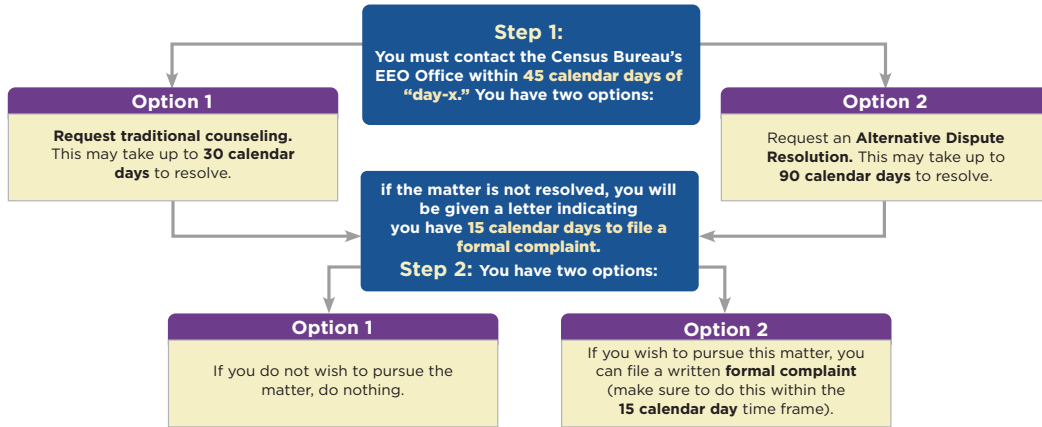 Step 1:
You must contact the Census Bureau's
EEO Office within 45 calendar days of
“day-x.” You have two options:
Option 1
Request traditional counseling.
This may take up to 30 calendar
days to resolve.
Option 2
Request an Alternative Dispute
Resolution. This may take up to
90 calendar days to resolve.
if the matter is not resolved, you will
be given a letter indicating
you have 15 calendar days to file a
formal complaint.
Step 2: You have two options:
Option 1
If you do not wish to pursue the
matter, do nothing.
Option 2
If you wish to pursue this matter, you
can file a written formal complaint
(make sure to do this within the
15 calendar day time frame).